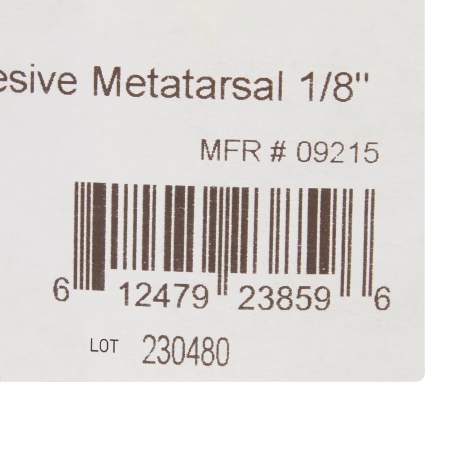 esive Metatarsal 1/8"
MFR # 09215
6 12479 23859 6
LOT 230480